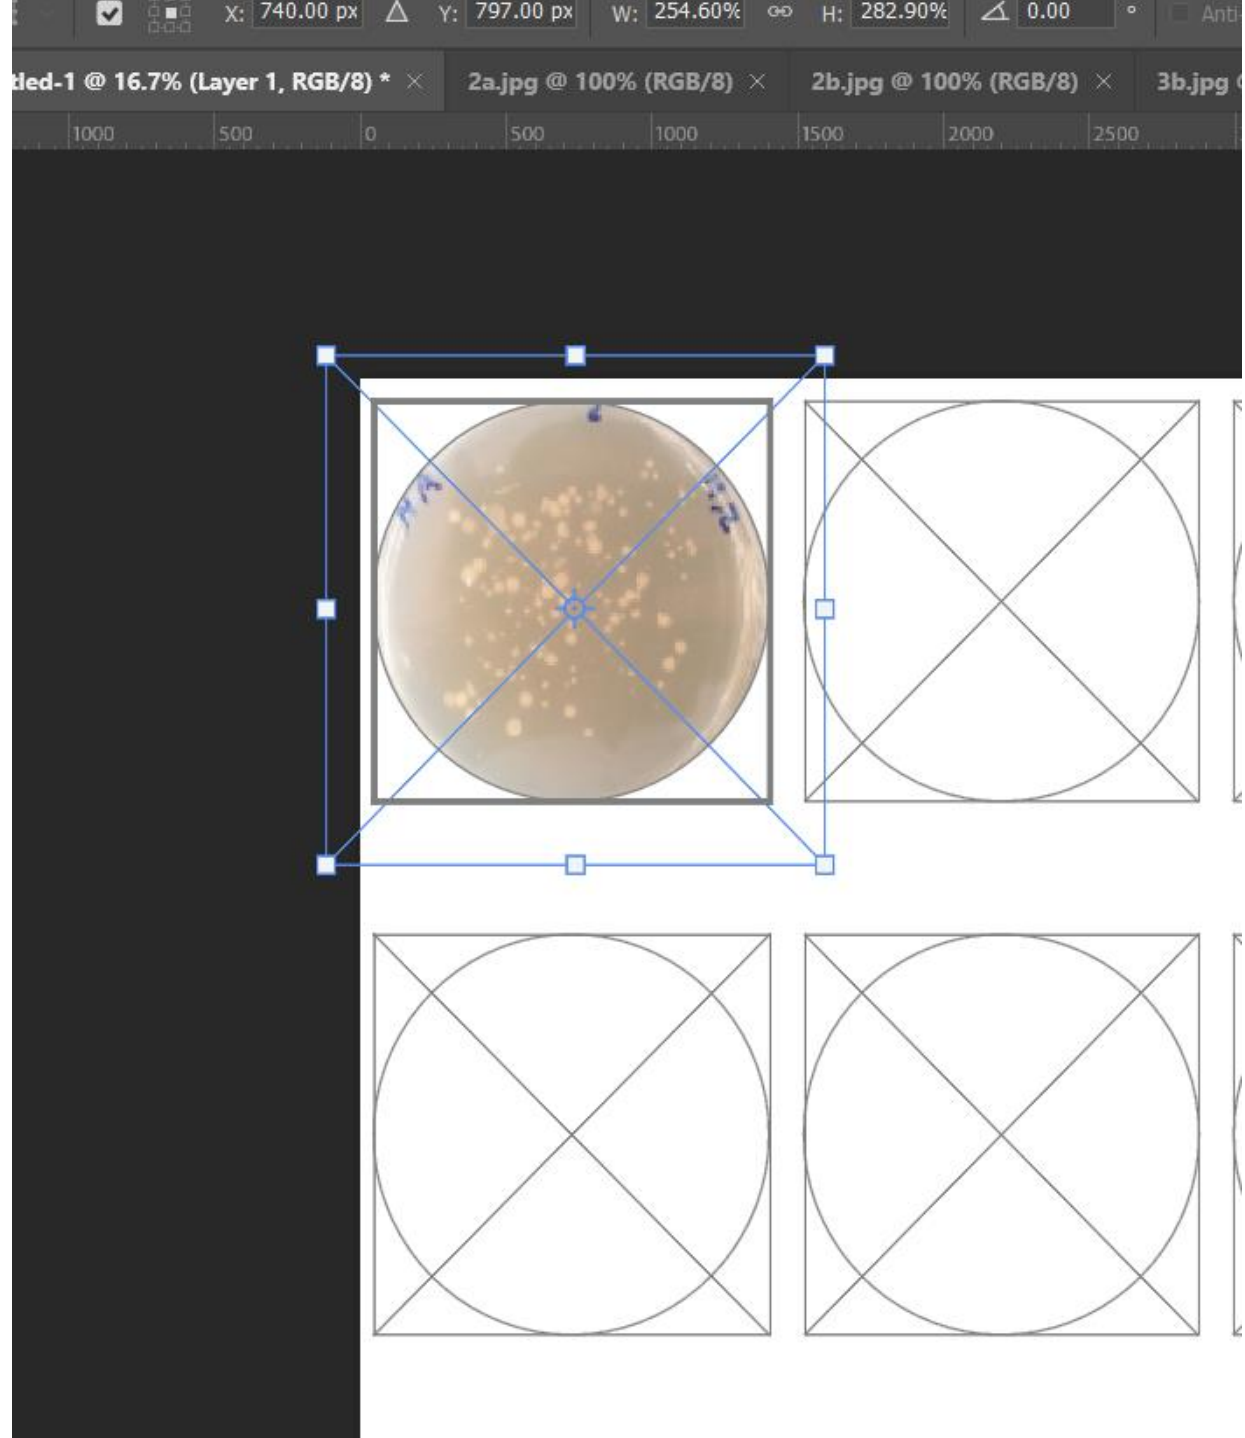 X: 740.00 px Y: 797.00 px W: 254.60% H: 282.90% 0.00 ° Anti-
tled-1 @ 16.7% (Layer 1, RGB/8) * × 2a.jpg @ 100% (RGB/8) × 2b.jpg @ 100% (RGB/8) × 3b.jpg
1000 500 0 500 1000 1500 2000 2500